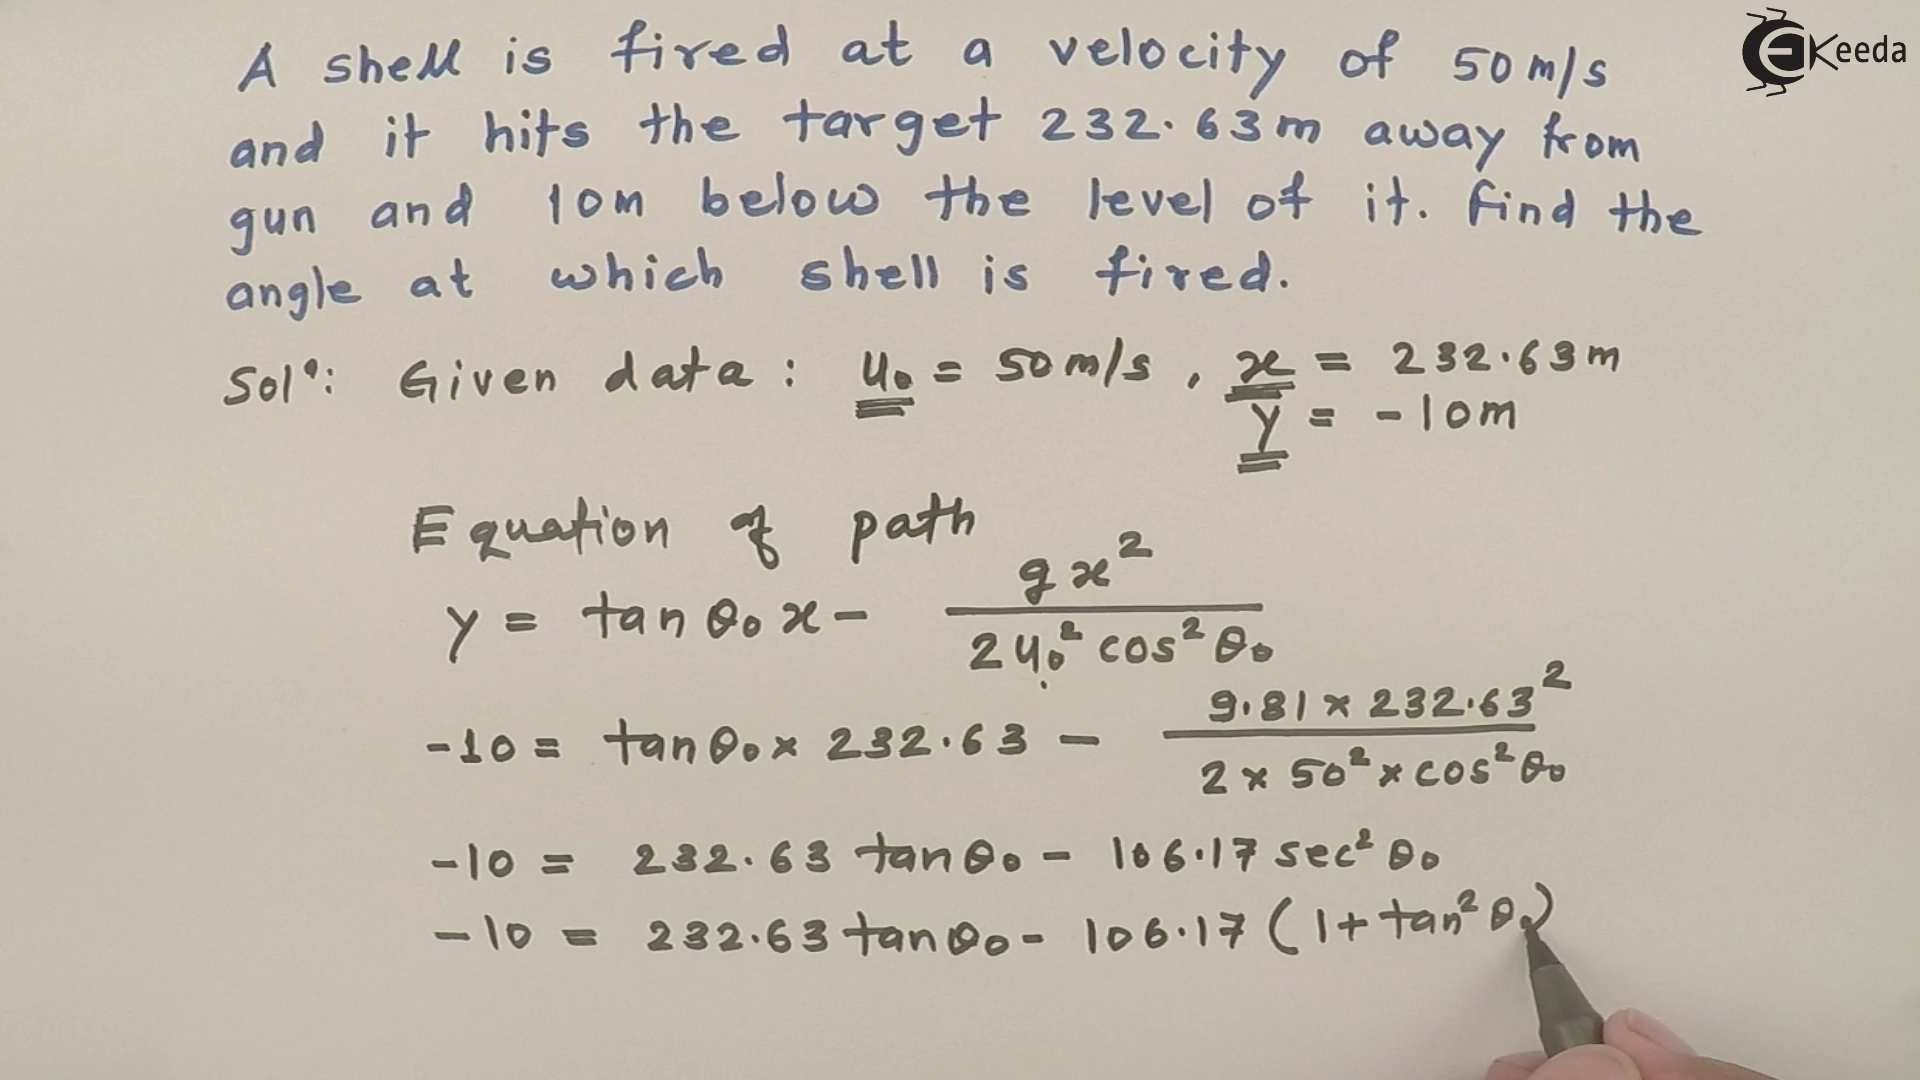 EKeeda
A shell is fired at a velocity of 50 m/s
and it hits the target 232.63m away from
gun and 10m below the level of it. Find the
angle at which shell is fired.
Solⁿ: Given data: u₀ = 50 m/s, x = 232.63m
y = -10m
Equation of path
y = tan θ₀ x - gx² / 2u₀² cos² θ₀
-10 = tan θ₀ × 232.63 - 9.81 × 232.63² / 2 × 50² × cos² θ₀
-10 = 232.63 tan θ₀ - 106.17 sec² θ₀
-10 = 232.63 tan θ₀ - 106.17 (1 + tan² θ₀)